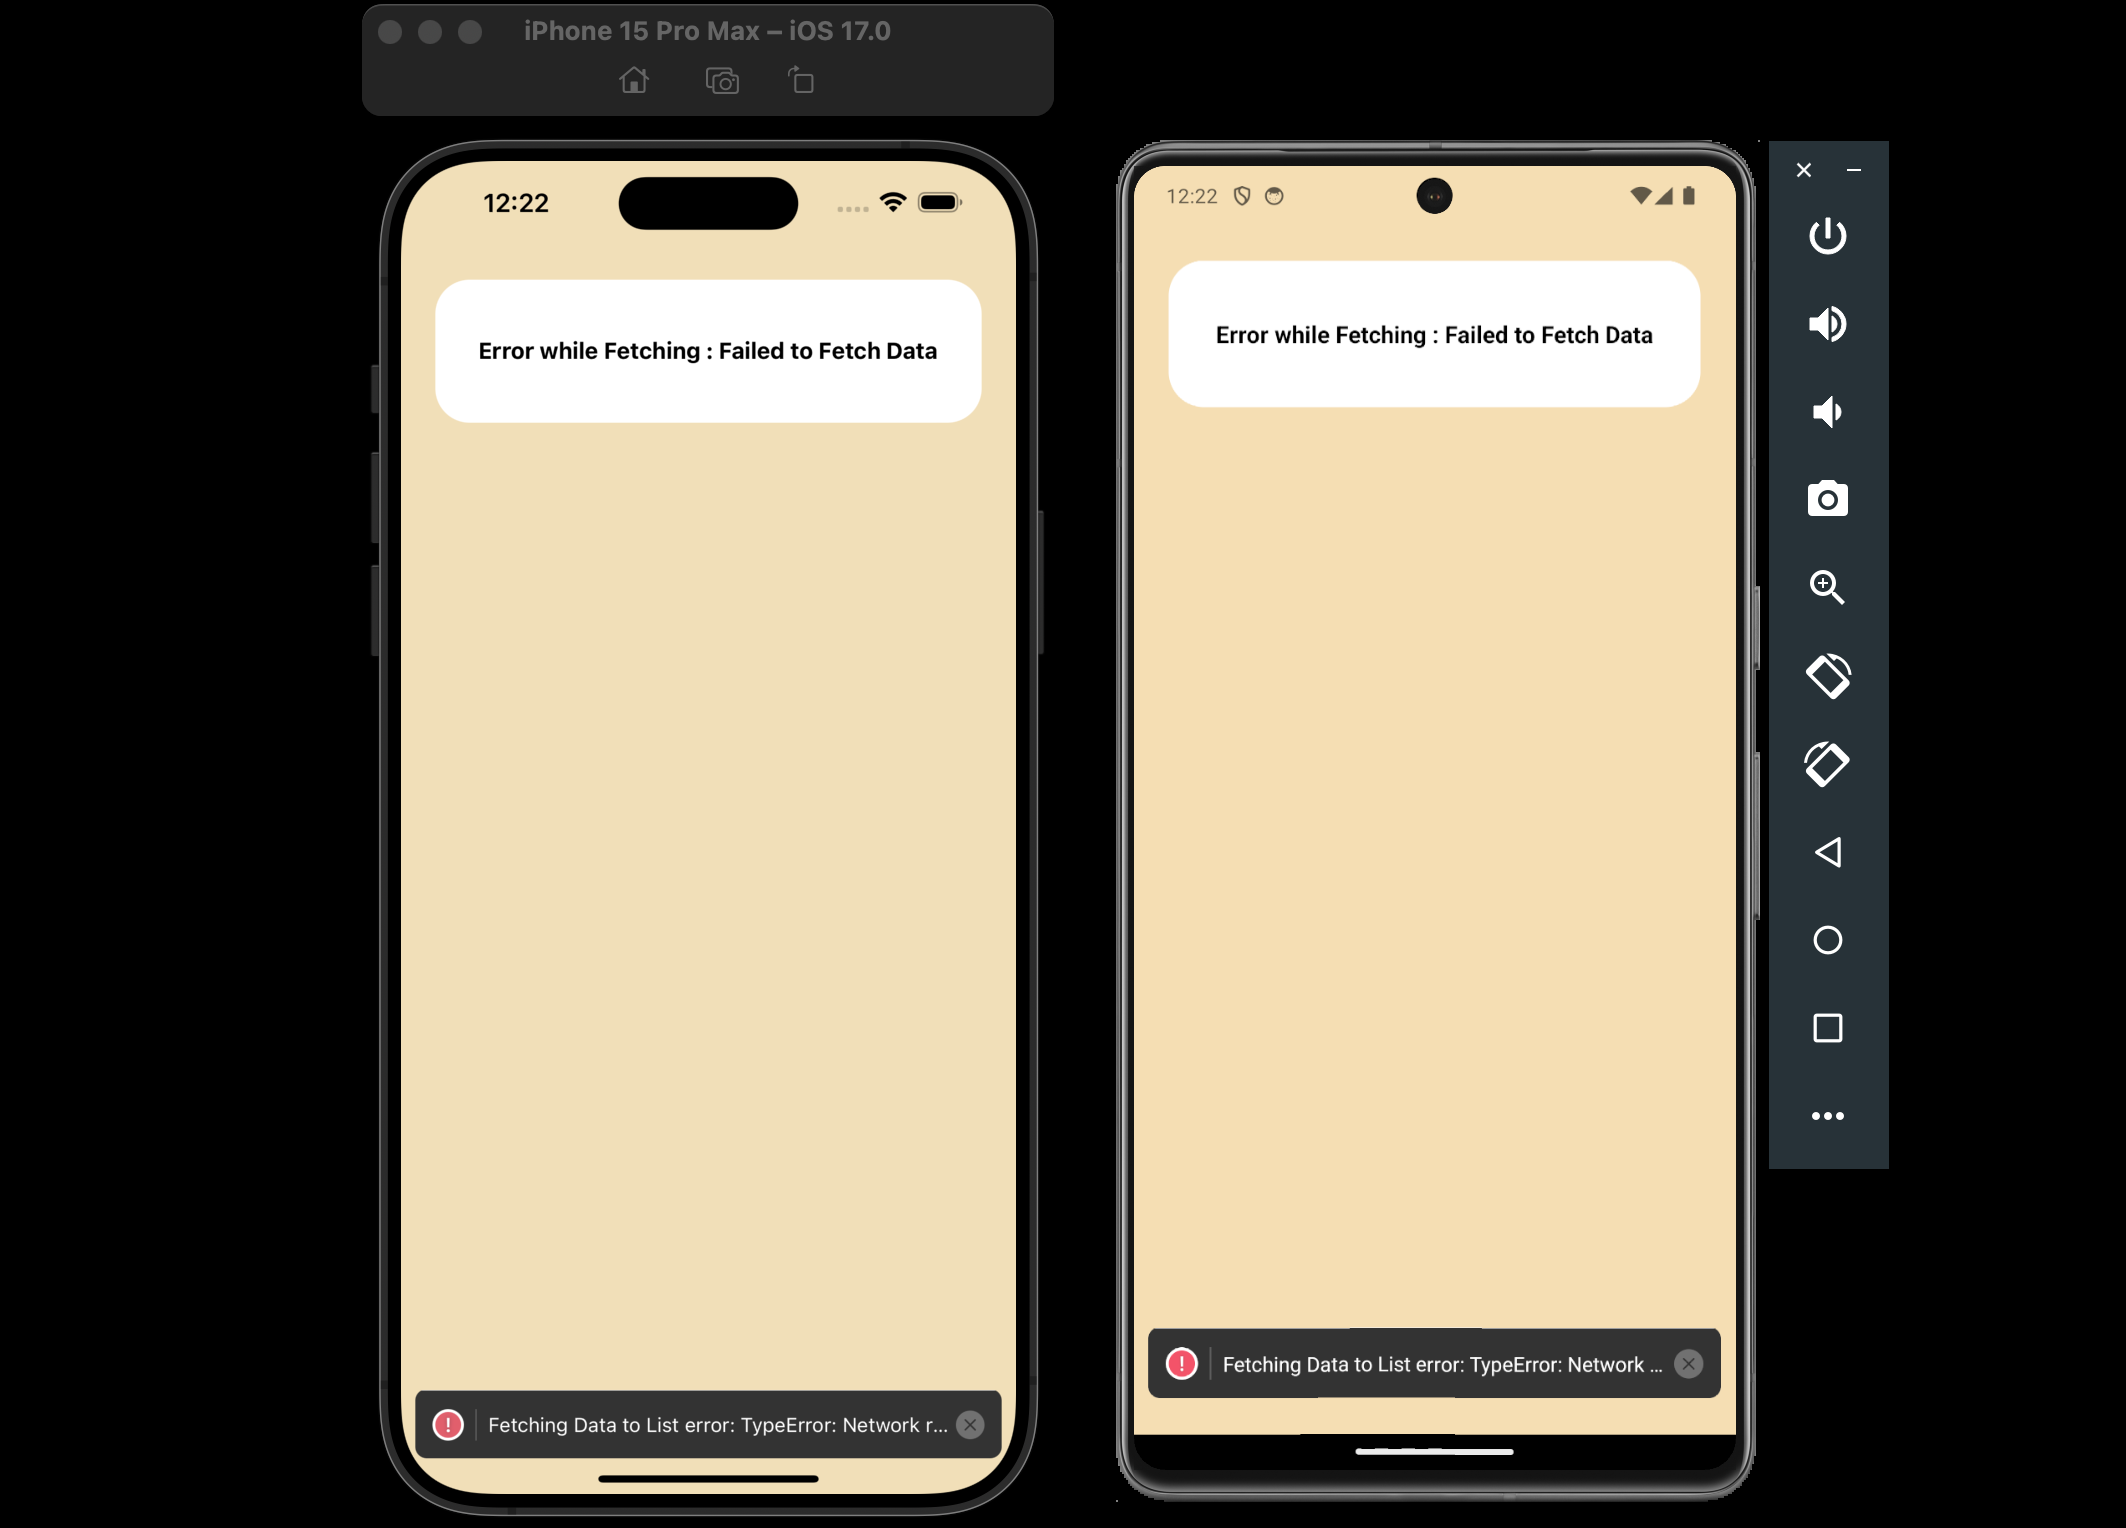 iPhone 15 Pro Max – iOS 17.0
12:22
Error while Fetching : Failed to Fetch Data
Fetching Data to List error: TypeError: Network r...
12:22
Error while Fetching : Failed to Fetch Data
Fetching Data to List error: TypeError: Network ...